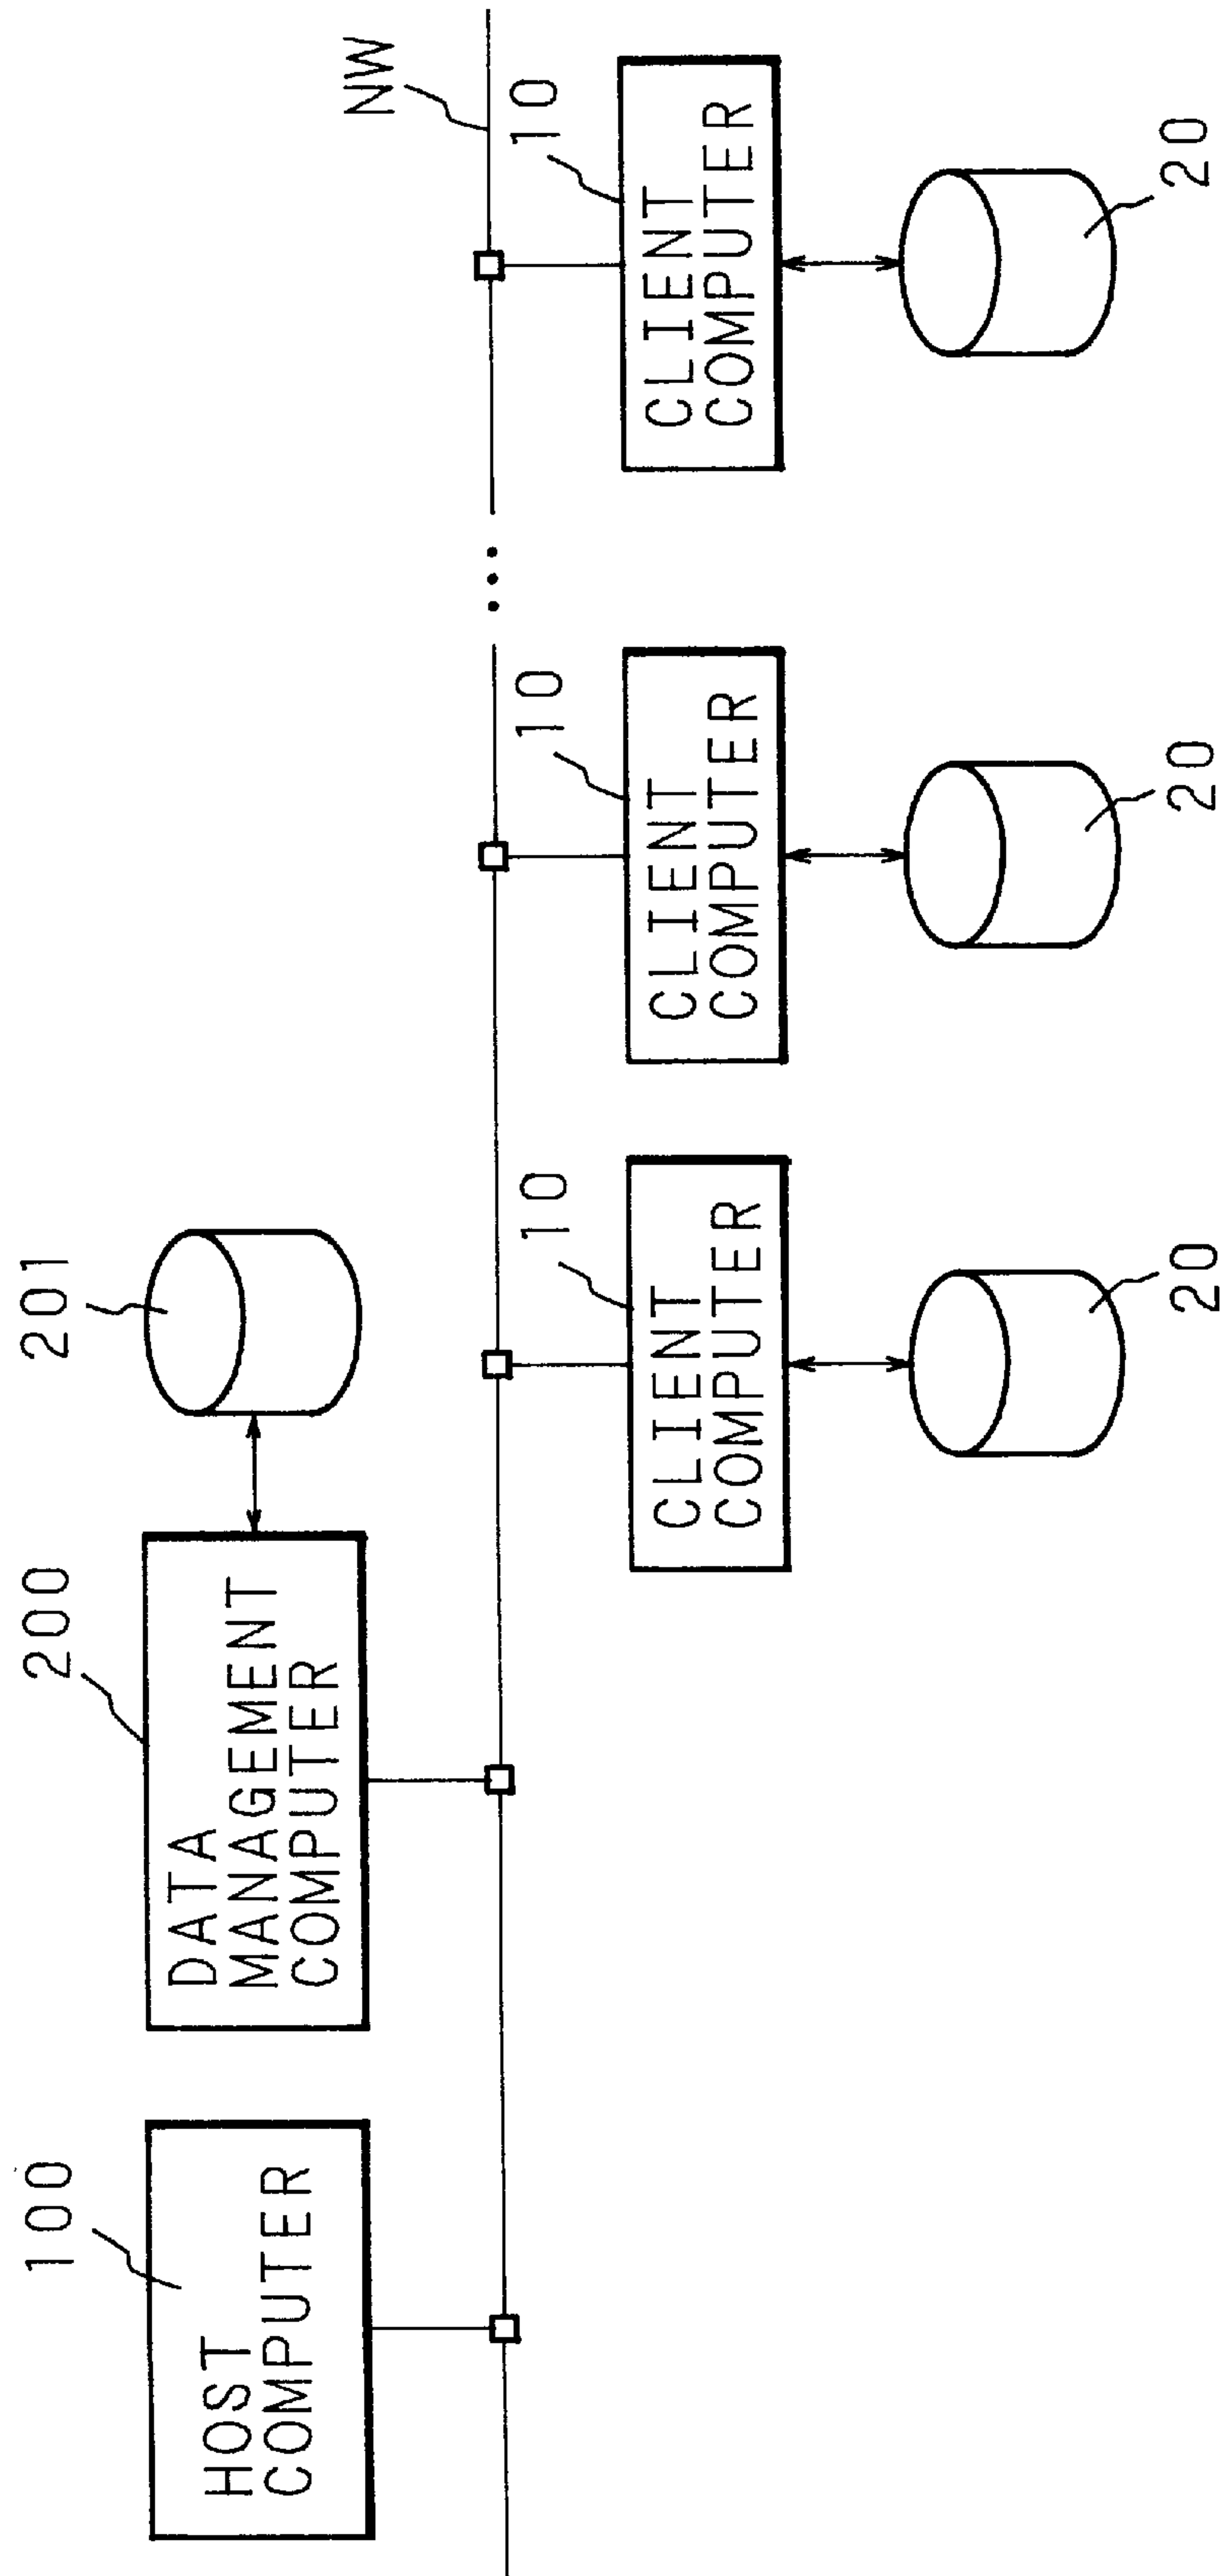 100
HOST
COMPUTER
200
DATA
MANAGEMENT
COMPUTER
201
NW
10
CLIENT
COMPUTER
20
10
CLIENT
COMPUTER
20
10
CLIENT
COMPUTER
20